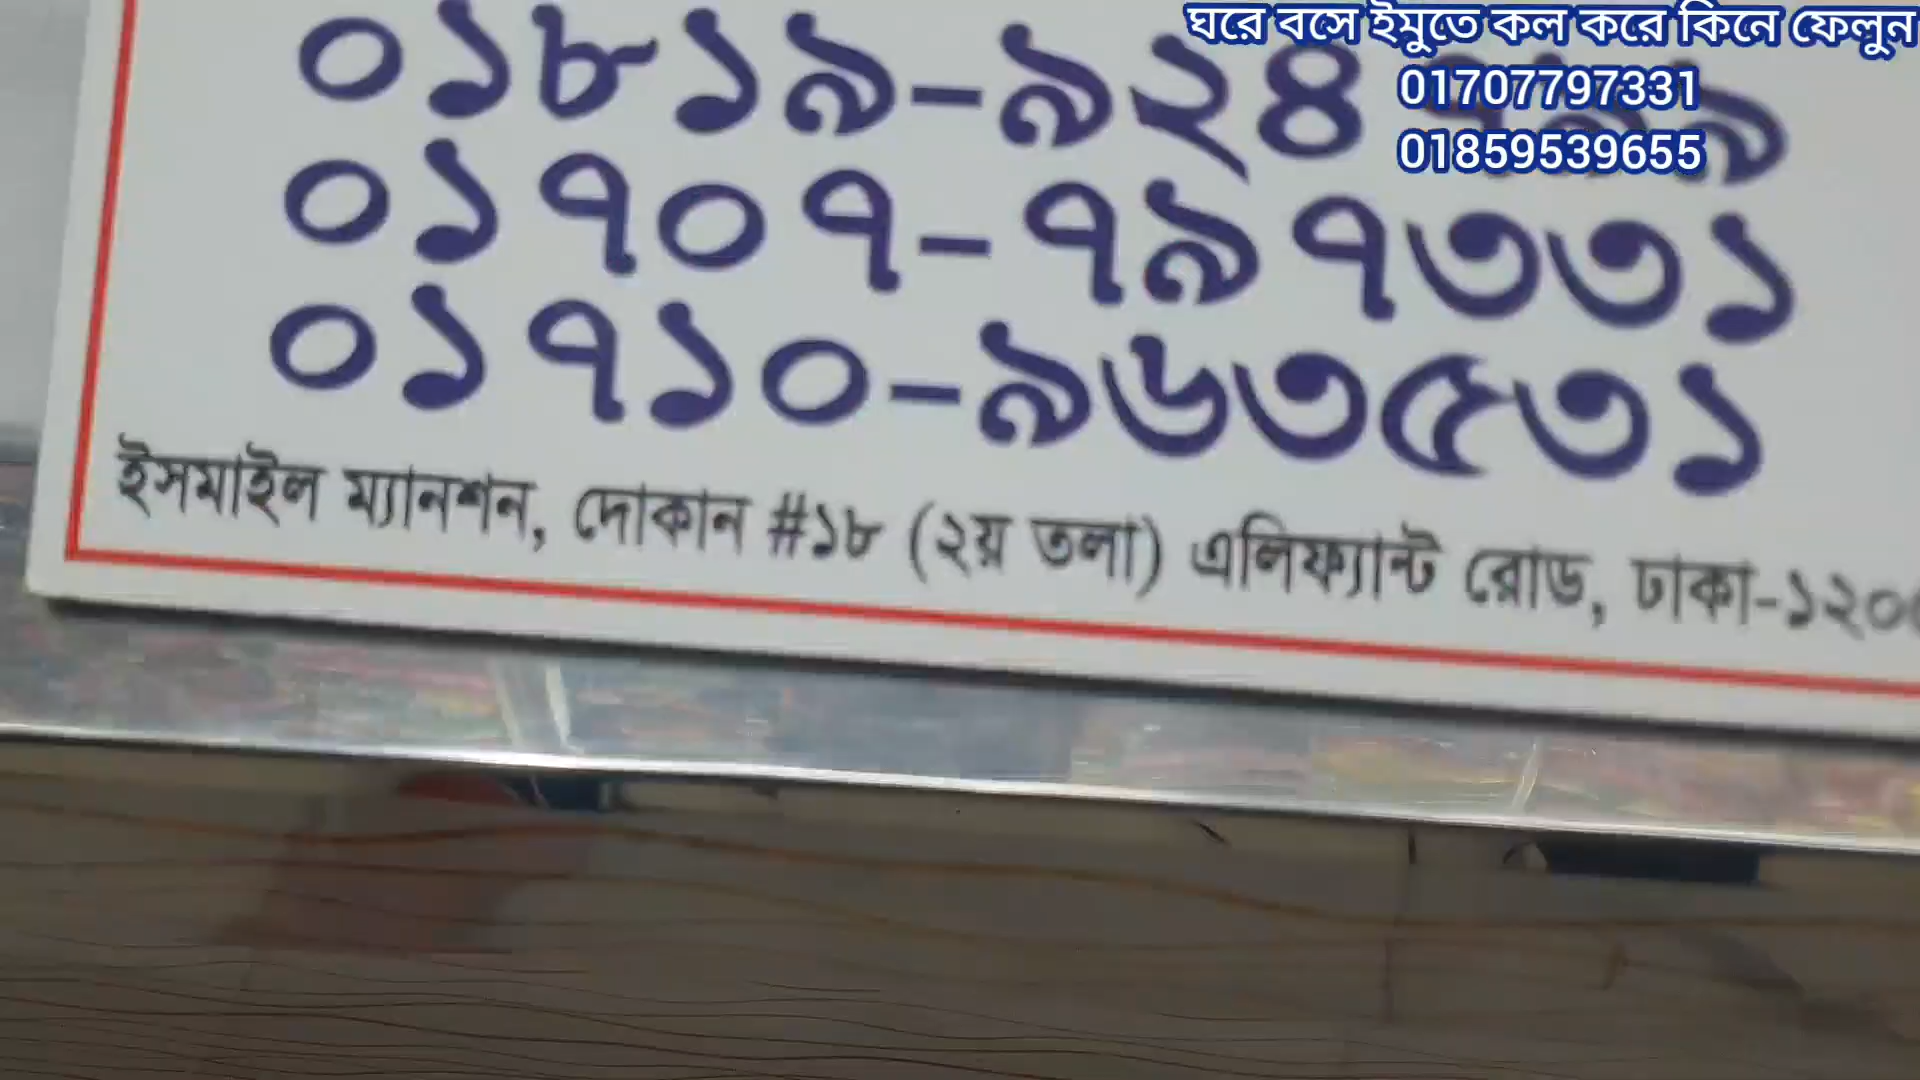 ঘরে বসে ইমুতে কল করে কিনে ফেলুন
01707797331
01859539655
০১৮১৯-৯২৪
০১৭০৭-৭৯৭৩৩১
০১৭১০-৯৬৩৫৩১
ইসমাইল ম্যানশন, দোকান #১৮ (২য় তলা) এলিফ্যান্ট রোড, ঢাকা-১২০